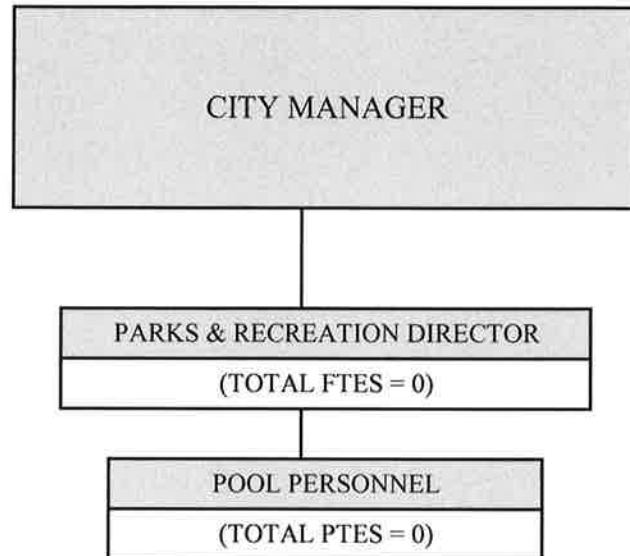 CITY MANAGER
PARKS & RECREATION DIRECTOR
(TOTAL FTES = 0)
POOL PERSONNEL
(TOTAL PTES = 0)